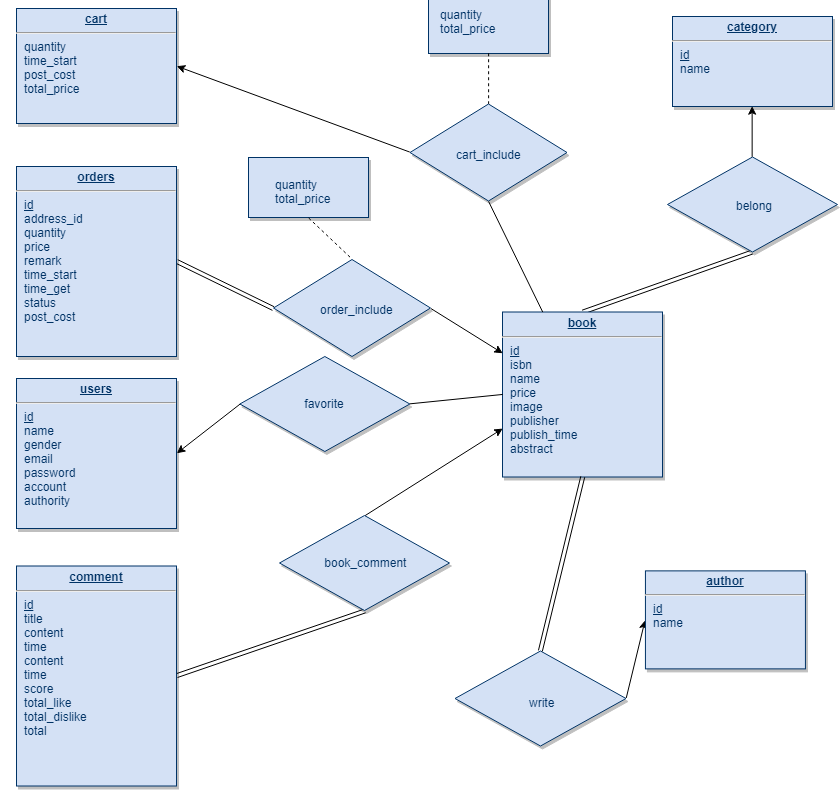 cart
quantity
time_start
post_cost
total_price
quantity
total_price
category
id
name
cart_include
belong
orders
id
address_id
quantity
price
remark
time_start
time_get
status
post_cost
quantity
total_price
order_include
book
id
isbn
name
price
image
publisher
publish_time
abstract
users
id
name
gender
email
password
account
authority
favorite
book_comment
comment
id
title
content
time
content
time
score
total_like
total_dislike
total
author
id
name
write